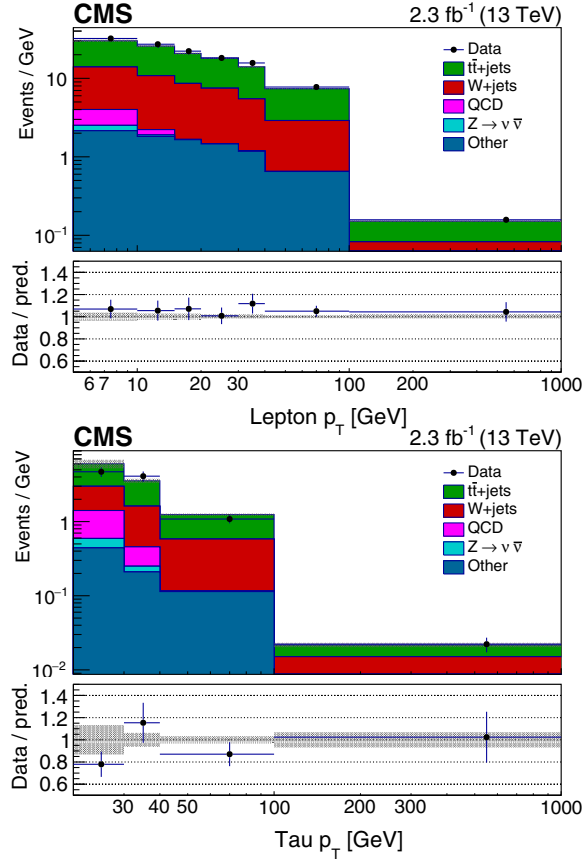 CMS 2.3 fb⁻¹ (13 TeV)
Events / GeV
10
1
10⁻¹
Data
tt̄+jets
W+jets
QCD
Z → ν ν̄
Other
Data / pred.
1.4
1.2
1
0.8
0.6
6 7 10 20 30 100 200 1000
Lepton p_T [GeV]
CMS 2.3 fb⁻¹ (13 TeV)
Events / GeV
1
10⁻¹
10⁻²
Data
tt̄+jets
W+jets
QCD
Z → ν ν̄
Other
Data / pred.
1.4
1.2
1
0.8
0.6
30 40 50 100 200 300 1000
Tau p_T [GeV]